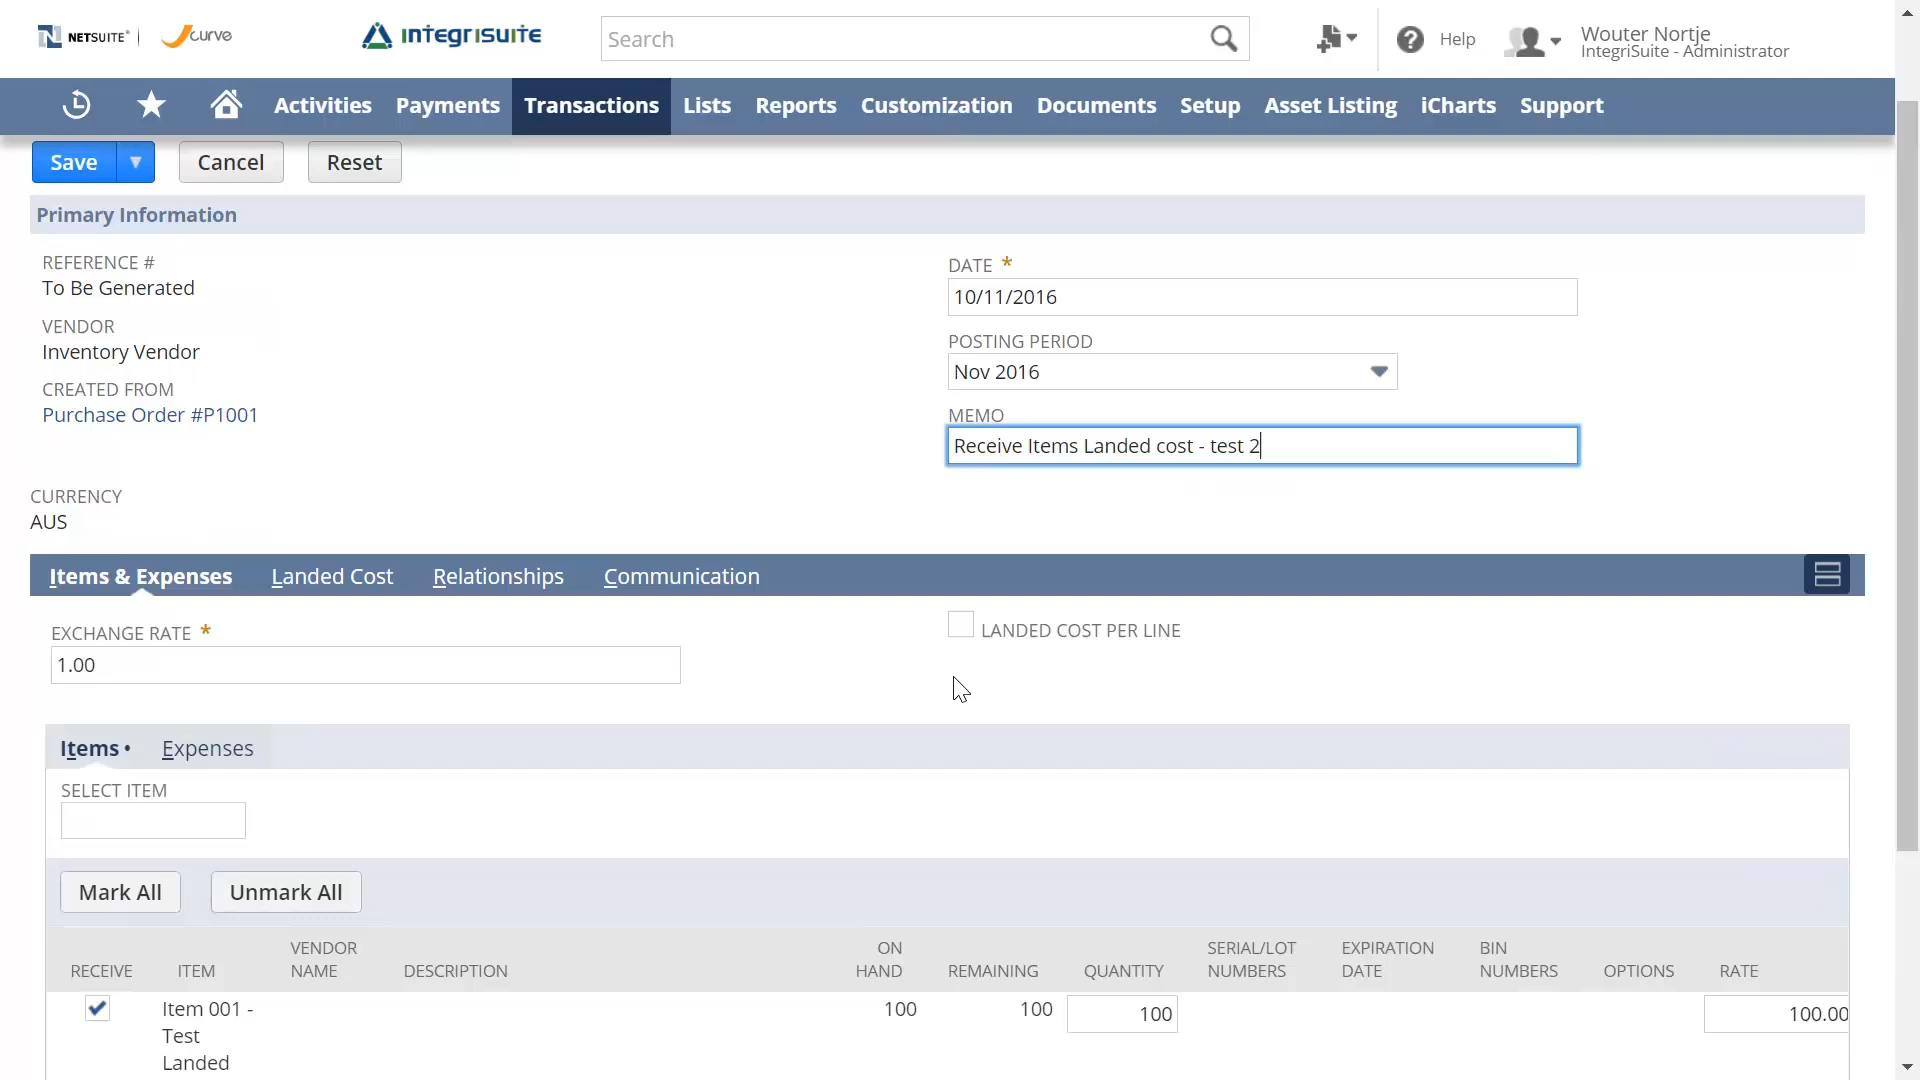 NETSUITE curve INTEGRISUITE Search Help Wouter Nortje
IntegriSuite - Administrator
Activities Payments Transactions Lists Reports Customization Documents Setup Asset Listing iCharts Support
Save Cancel Reset
Primary Information
REFERENCE #
To Be Generated
VENDOR
Inventory Vendor
CREATED FROM
Purchase Order #P1001
DATE *
10/11/2016
POSTING PERIOD
Nov 2016
MEMO
Receive Items Landed cost - test 2
CURRENCY
AUS
Items & Expenses Landed Cost Relationships Communication
EXCHANGE RATE *
1.00
LANDED COST PER LINE
Items • Expenses
SELECT ITEM
Mark All Unmark All
RECEIVE ITEM VENDOR NAME DESCRIPTION ON HAND REMAINING QUANTITY SERIAL/LOT NUMBERS EXPIRATION DATE BIN NUMBERS OPTIONS RATE
Item 001 - 100 100 100 100.00
Test
Landed